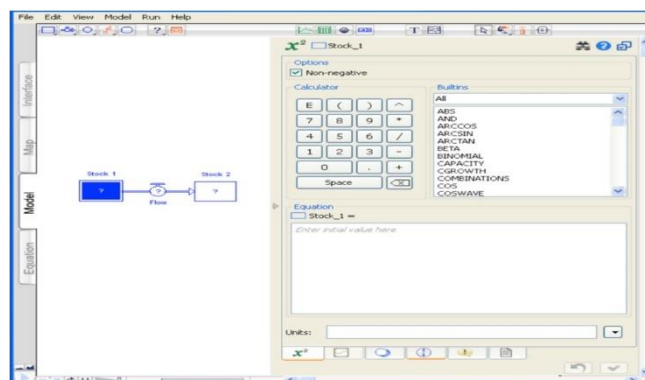 File Edit View Model Run Help
x² Stock_1
Options
Non-negative
Calculator
E ( ) ^
7 8 9 *
4 5 6 /
1 2 3 -
0 . +
Space
Builtins
All
ABS
AND
ARCCOS
ARCSIN
ARCTAN
BETA
BINOMIAL
CAPACITY
CGROWTH
COMBINATIONS
COS
COSWAVE
Interface
Map
Model
Equation
Stock 1
?
?
Flow
Stock 2
?
Equation
Stock_1 =
Enter initial value here
Units:
x²